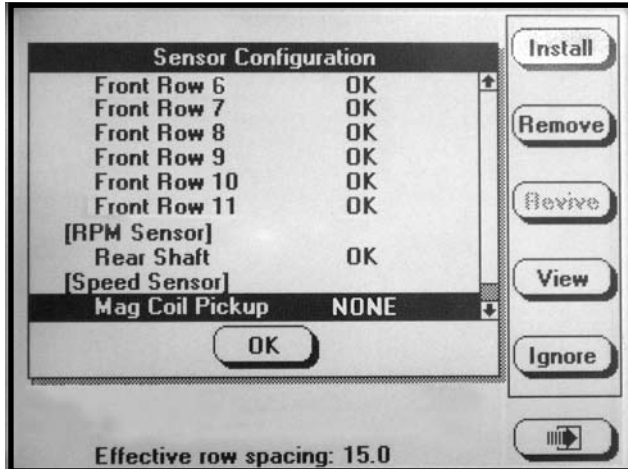 Sensor Configuration
Front Row 6 OK
Front Row 7 OK
Front Row 8 OK
Front Row 9 OK
Front Row 10 OK
Front Row 11 OK
[RPM Sensor]
Rear Shaft OK
[Speed Sensor]
Mag Coil Pickup NONE
OK
Effective row spacing: 15.0
Install
Remove
Revive
View
Ignore